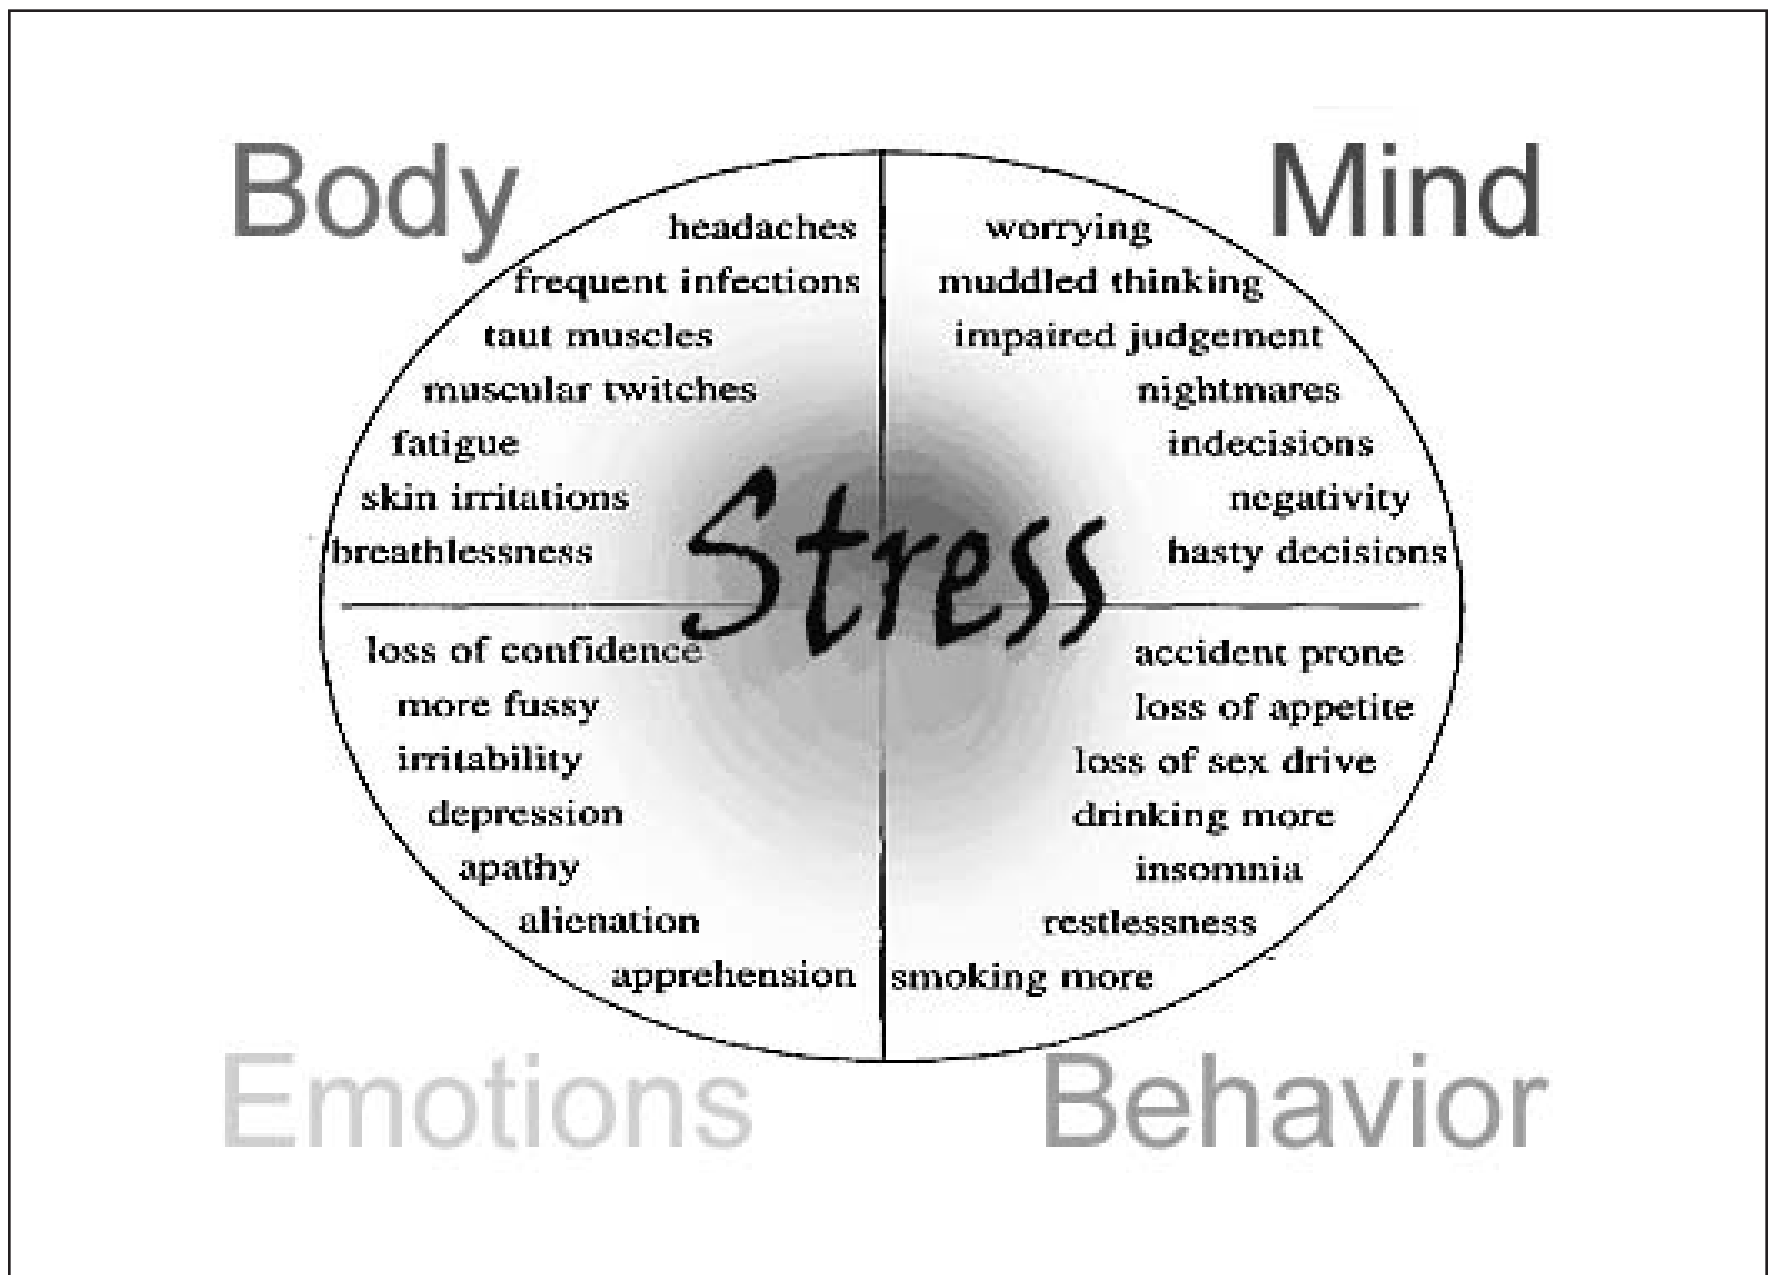 Body
headaches
frequent infections
taut muscles
muscular twitches
fatigue
skin irritations
breathlessness
Mind
worrying
muddled thinking
impaired judgement
nightmares
indecisions
negativity
hasty decisions
Stress
loss of confidence
more fussy
irritability
depression
apathy
alienation
apprehension
Emotions
accident prone
loss of appetite
loss of sex drive
drinking more
insomnia
restlessness
smoking more
Behavior